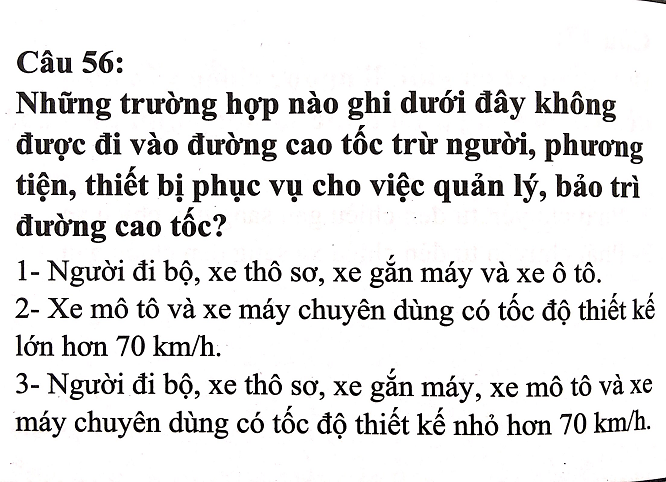 Câu 56:
Những trường hợp nào ghi dưới đây không
được đi vào đường cao tốc trừ người, phương
tiện, thiết bị phục vụ cho việc quản lý, bảo trì
đường cao tốc?
1- Người đi bộ, xe thô sơ, xe gắn máy và xe ô tô.
2- Xe mô tô và xe máy chuyên dùng có tốc độ thiết kế
lớn hơn 70 km/h.
3- Người đi bộ, xe thô sơ, xe gắn máy, xe mô tô và xe
máy chuyên dùng có tốc độ thiết kế nhỏ hơn 70 km/h.